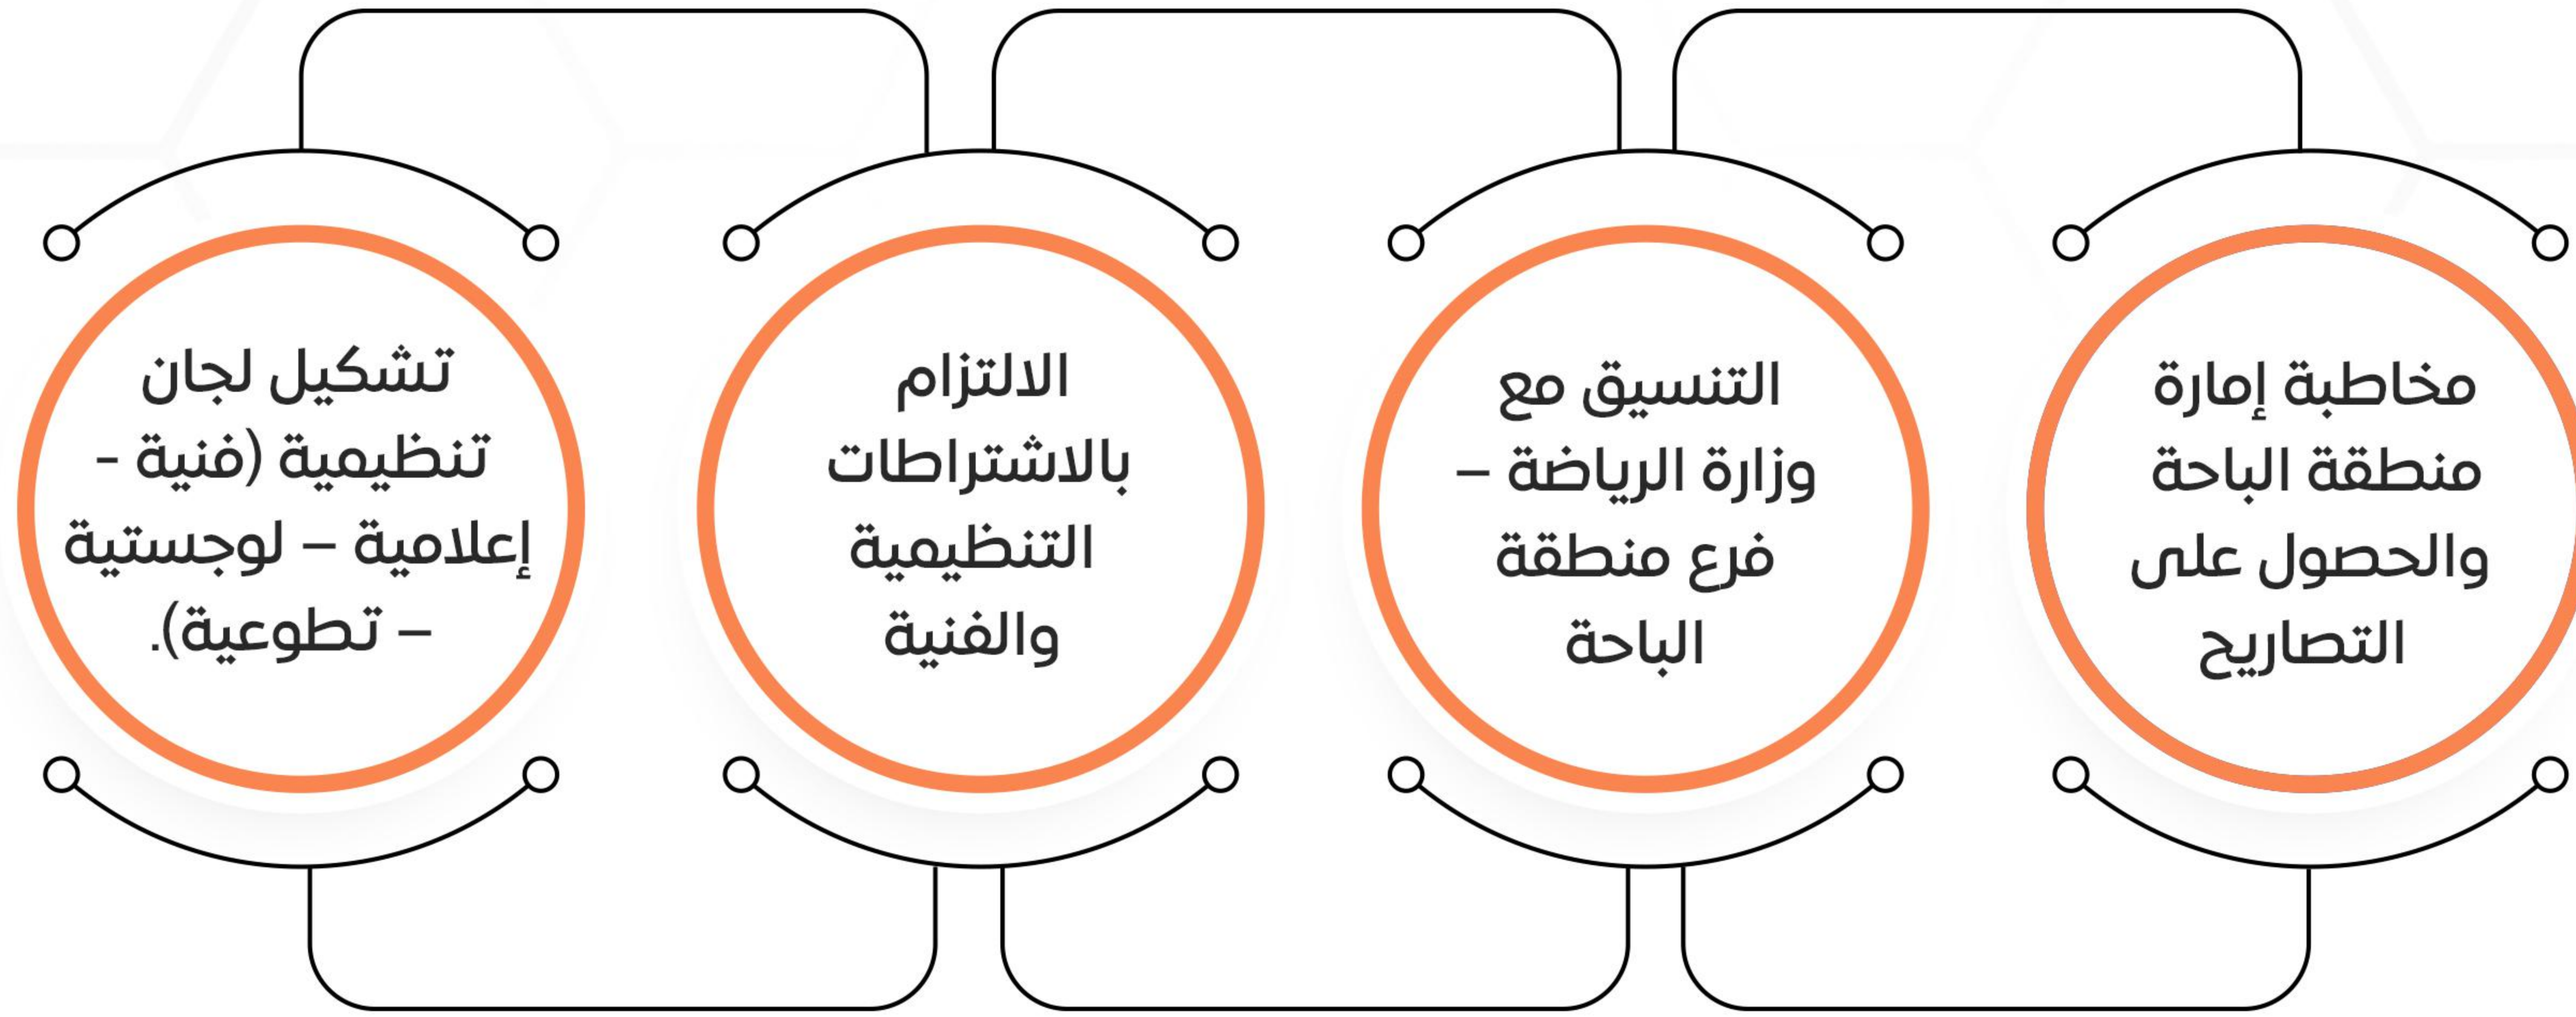 مخاطبة إمارة
منطقة الباحة
والحصول على
التصاريح
التنسيق مع
وزارة الرياضة –
فرع منطقة
الباحة
الالتزام
بالاشتراطات
التنظيمية
والفنية
تشكيل لجان
تنظيمية (فنية -
إعلامية – لوجستية
– تطوعية).